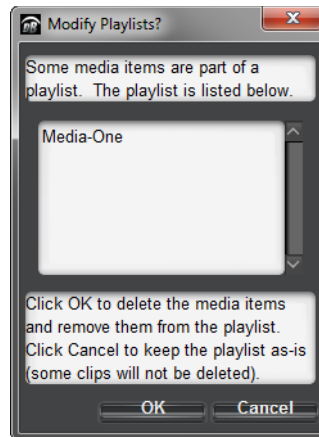 Modify Playlists?
Some media items are part of a
playlist. The playlist is listed below.
Media-One
Click OK to delete the media items
and remove them from the playlist.
Click Cancel to keep the playlist as-is
(some clips will not be deleted).
OK Cancel